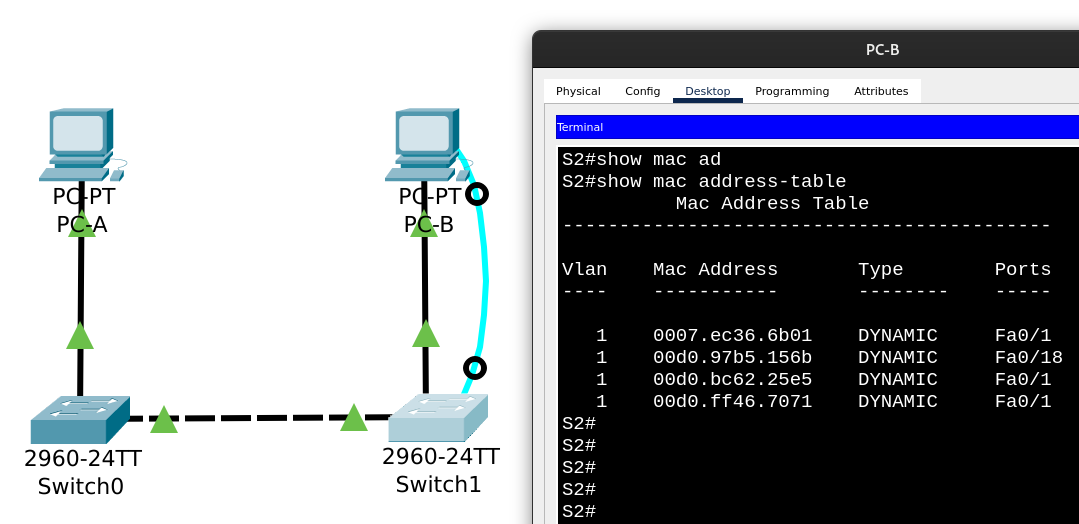 PC-PT
PC-A
PC-PT
PC-B
2960-24TT
Switch0
2960-24TT
Switch1
PC-B
Physical Config Desktop Programming Attributes
Terminal
S2#show mac ad
S2#show mac address-table
Mac Address Table
-------------------------------------------
Vlan Mac Address Type Ports
---- ----------- -------- -----
1 0007.ec36.6b01 DYNAMIC Fa0/1
1 00d0.97b5.156b DYNAMIC Fa0/18
1 00d0.bc62.25e5 DYNAMIC Fa0/1
1 00d0.ff46.7071 DYNAMIC Fa0/1
S2#
S2#
S2#
S2#
S2#